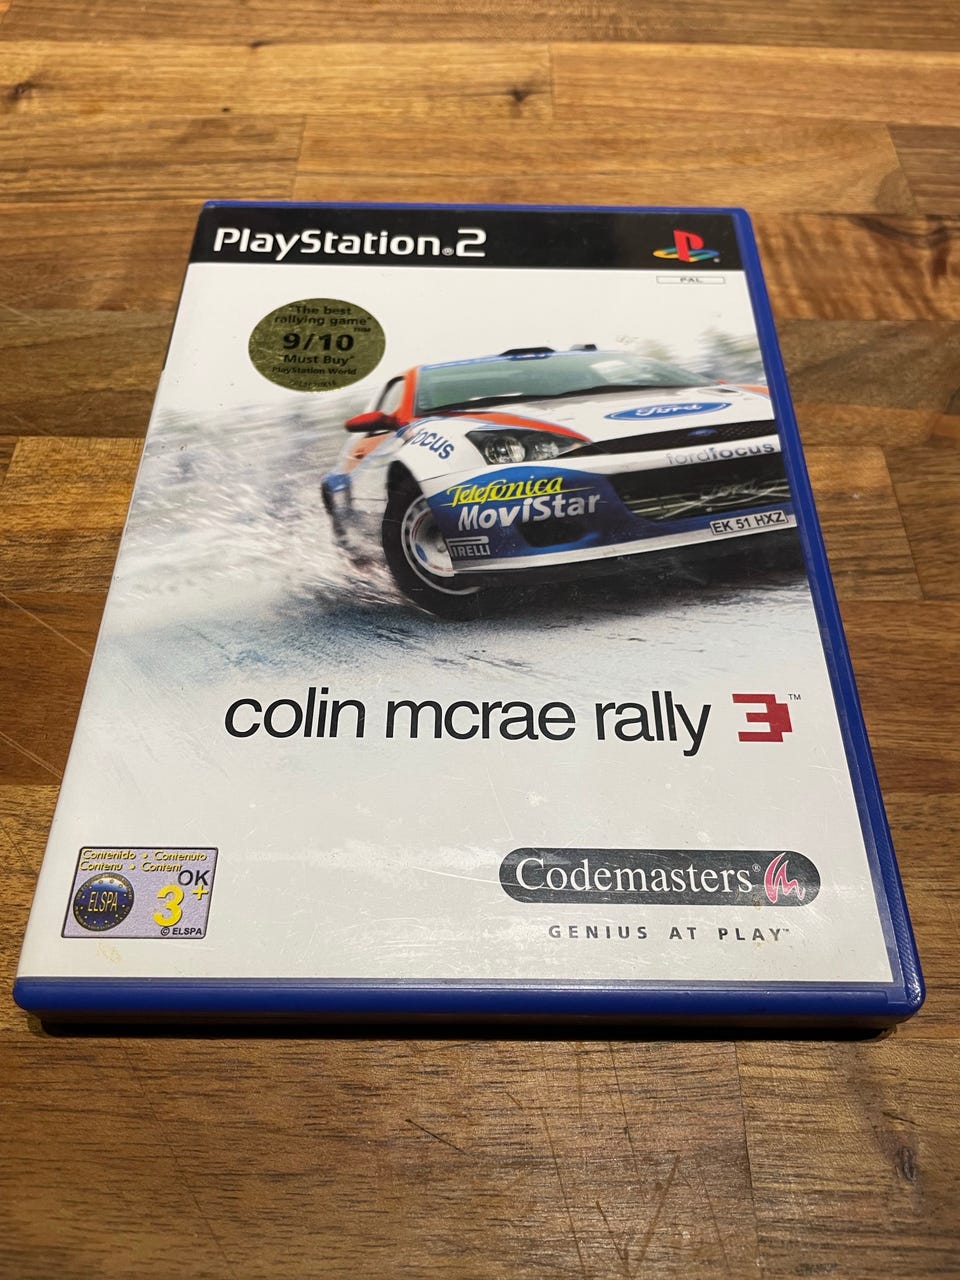 PlayStation®2
PAL
"The best
rallying game"
9/10
"Must Buy"
PlayStation World
Ford
focus
fordfocus
Telefonica
MoviStar
EK 51 HXZ
PIRELLI
colin mcrae rally 3™
Contenido • Contenuto
Contenu • Content
OK
ELSPA
3+
© ELSPA
Codemasters®
GENIUS AT PLAY™